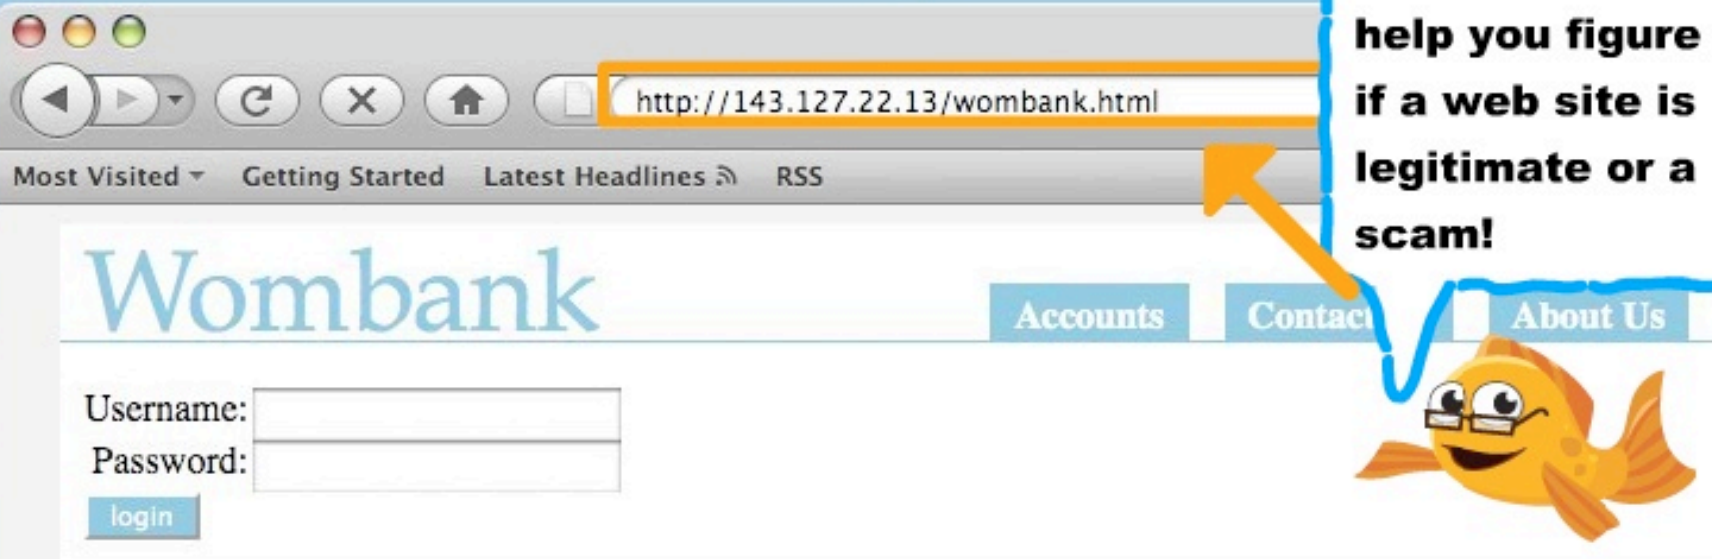 help you figure
if a web site is
legitimate or a
scam!
http://143.127.22.13/wombank.html
Most Visited Getting Started Latest Headlines RSS
Wombank
Accounts Contact About Us
Username:
Password:
login